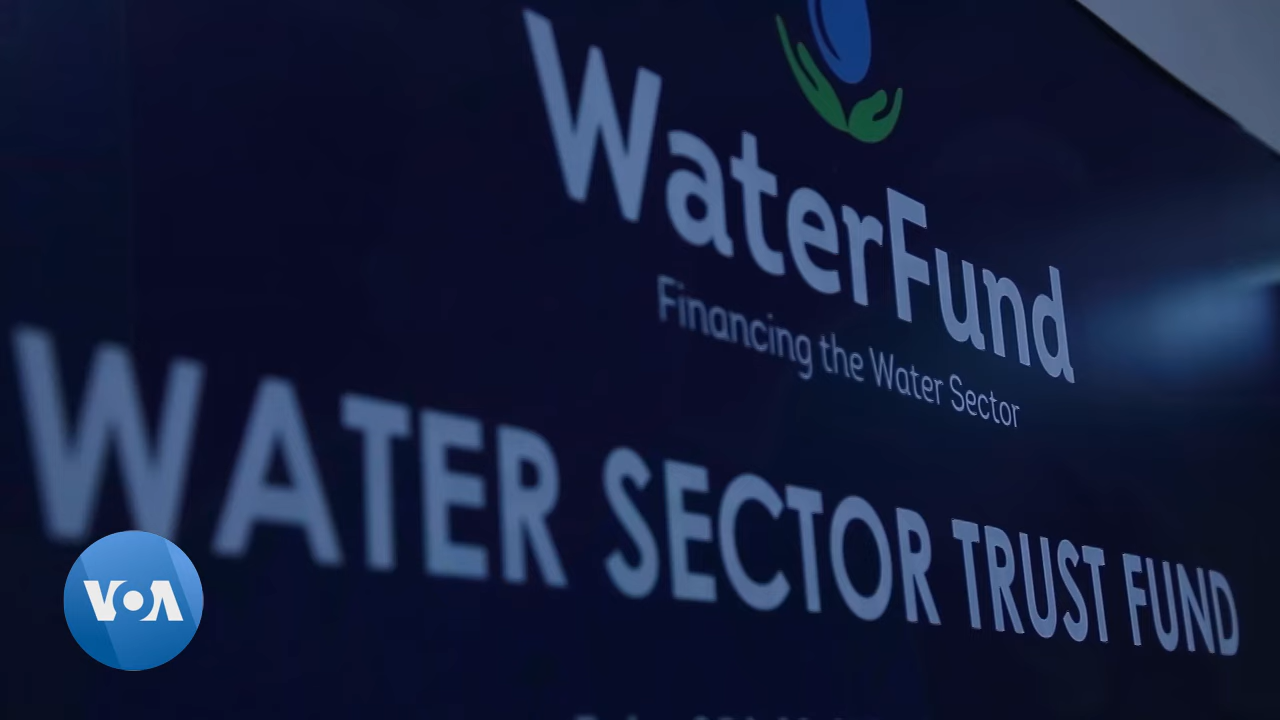 WaterFund
Financing the Water Sector
WATER SECTOR TRUST FUND
VOA